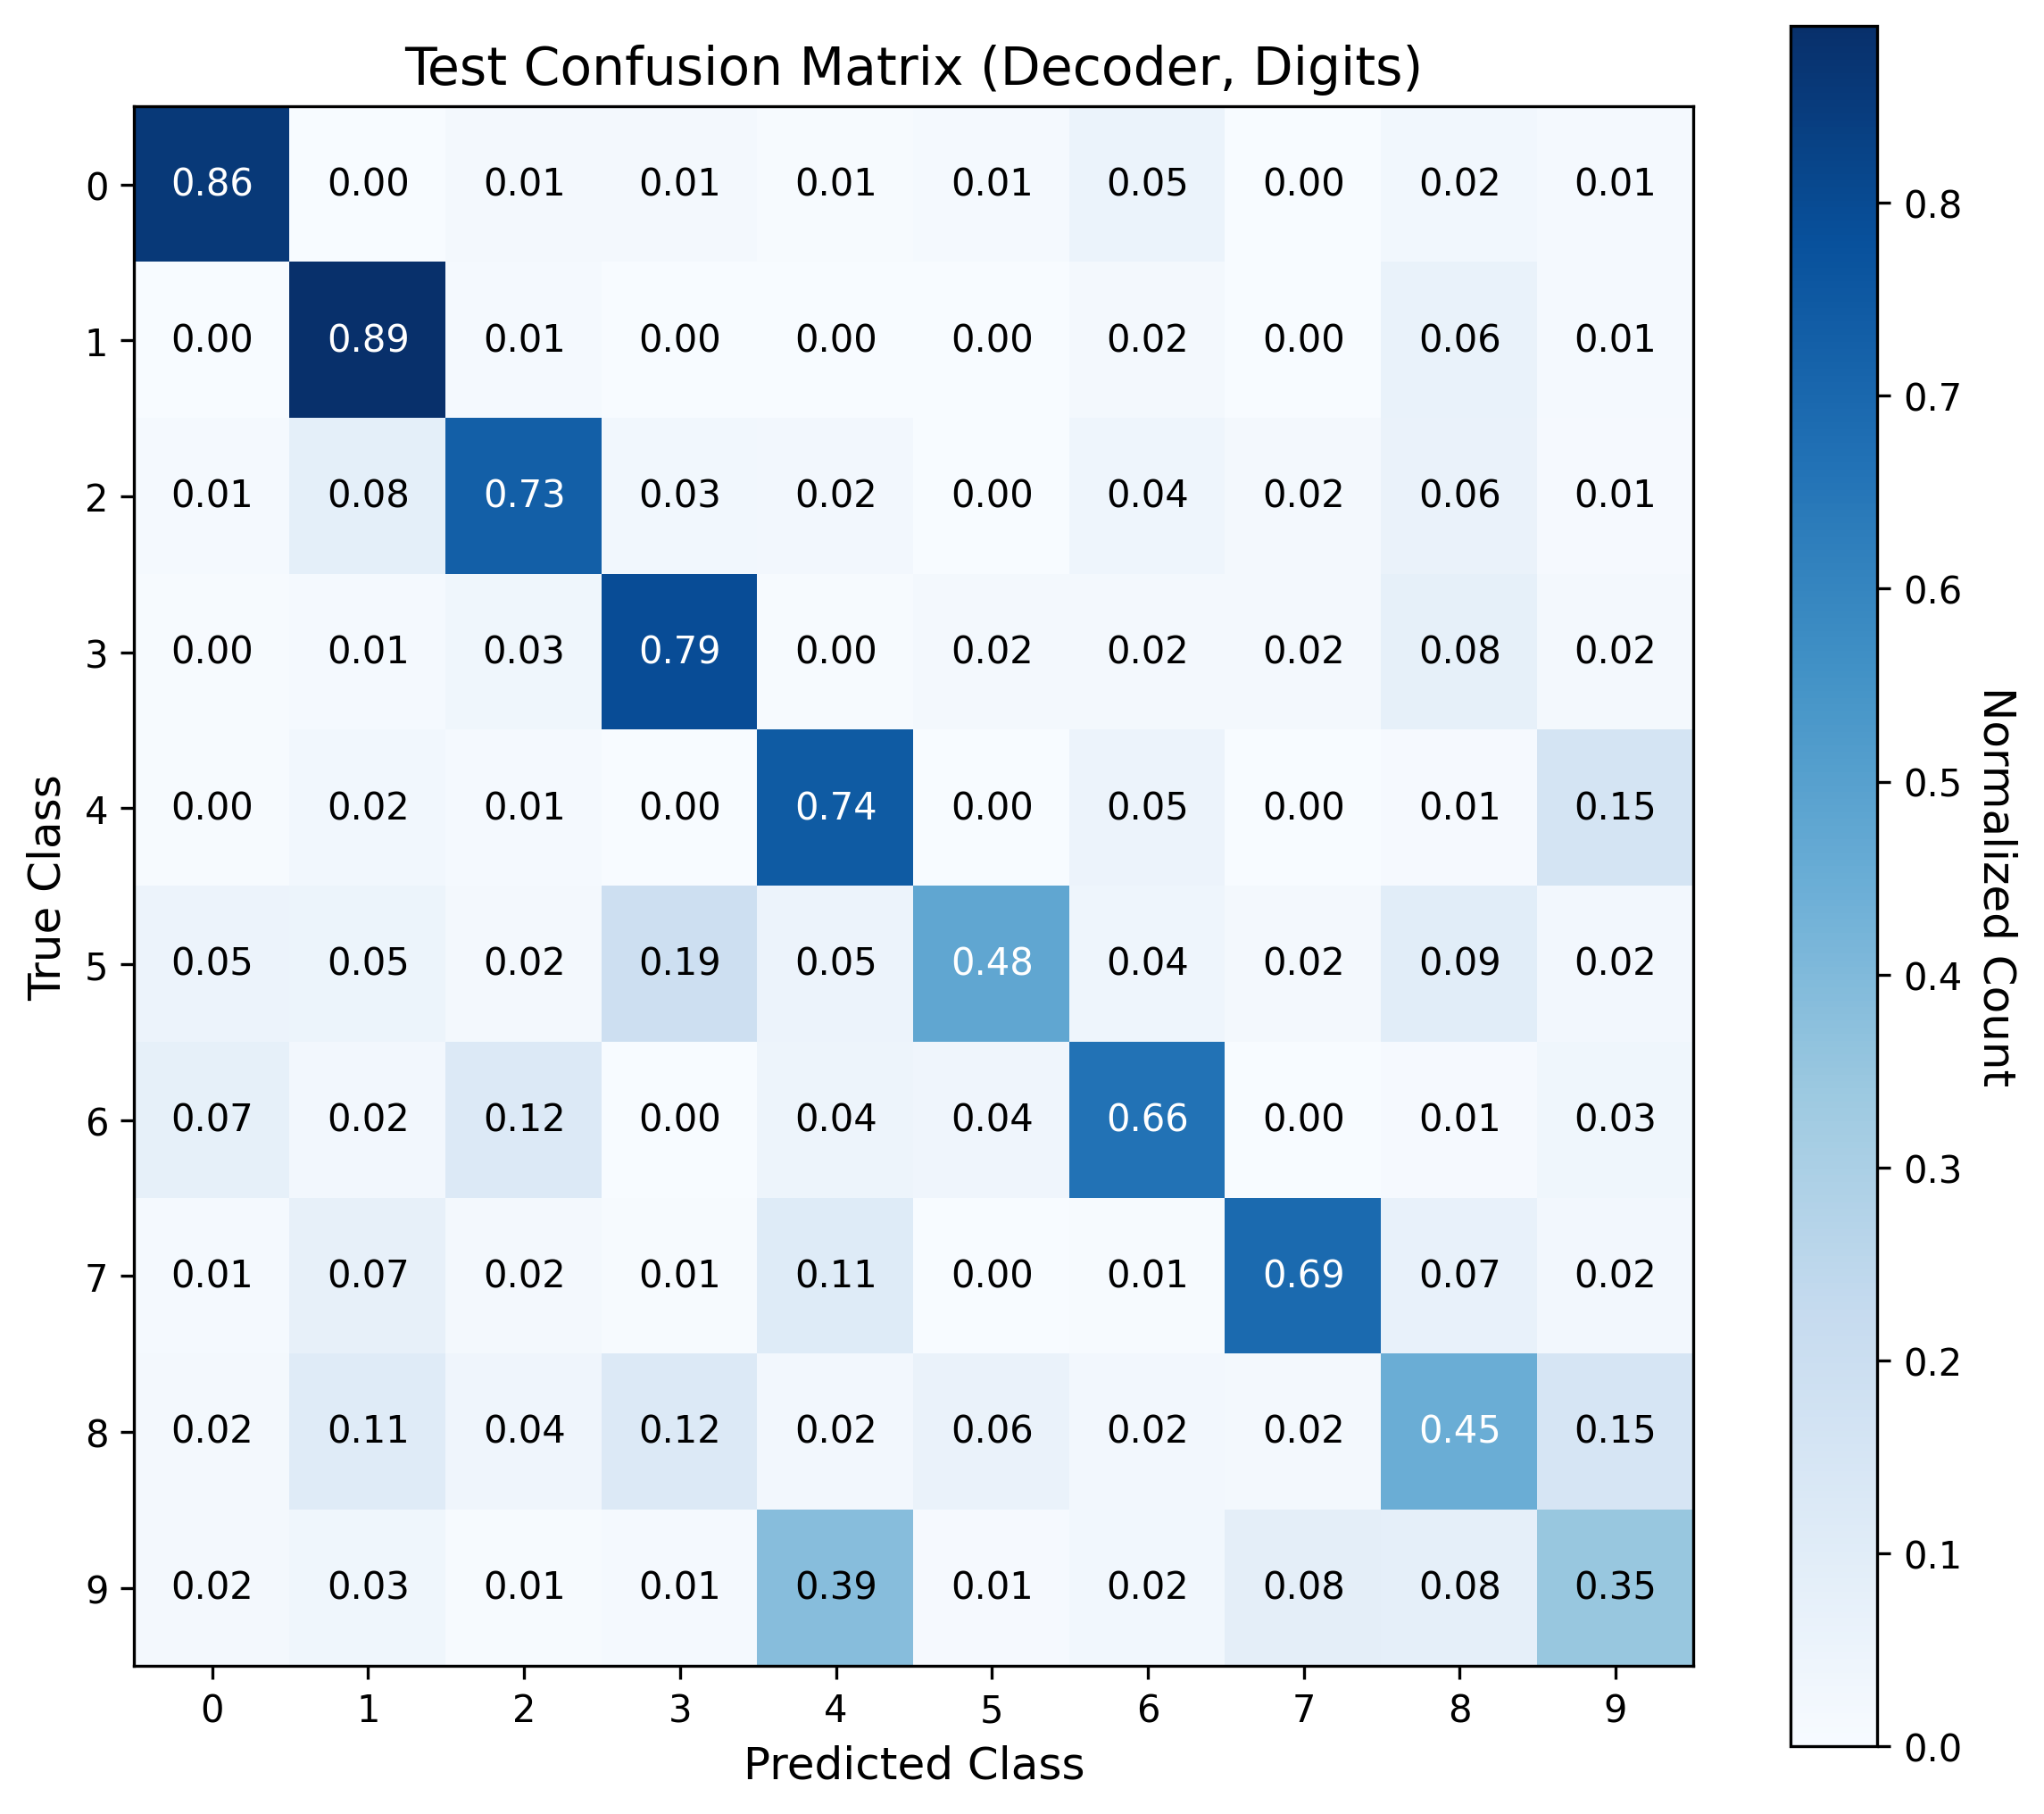 Test Confusion Matrix (Decoder, Digits)
0 0.86 0.00 0.01 0.01 0.01 0.01 0.05 0.00 0.02 0.01
1 0.00 0.89 0.01 0.00 0.00 0.00 0.02 0.00 0.06 0.01
2 0.01 0.08 0.73 0.03 0.02 0.00 0.04 0.02 0.06 0.01
3 0.00 0.01 0.03 0.79 0.00 0.02 0.02 0.02 0.08 0.02
4 0.00 0.02 0.01 0.00 0.74 0.00 0.05 0.00 0.01 0.15
5 0.05 0.05 0.02 0.19 0.05 0.48 0.04 0.02 0.09 0.02
6 0.07 0.02 0.12 0.00 0.04 0.04 0.66 0.00 0.01 0.03
7 0.01 0.07 0.02 0.01 0.11 0.00 0.01 0.69 0.07 0.02
8 0.02 0.11 0.04 0.12 0.02 0.06 0.02 0.02 0.45 0.15
9 0.02 0.03 0.01 0.01 0.39 0.01 0.02 0.08 0.08 0.35
0 1 2 3 4 5 6 7 8 9
Predicted Class
True Class
0.8
0.7
0.6
0.5
0.4
0.3
0.2
0.1
0.0
Normalized Count